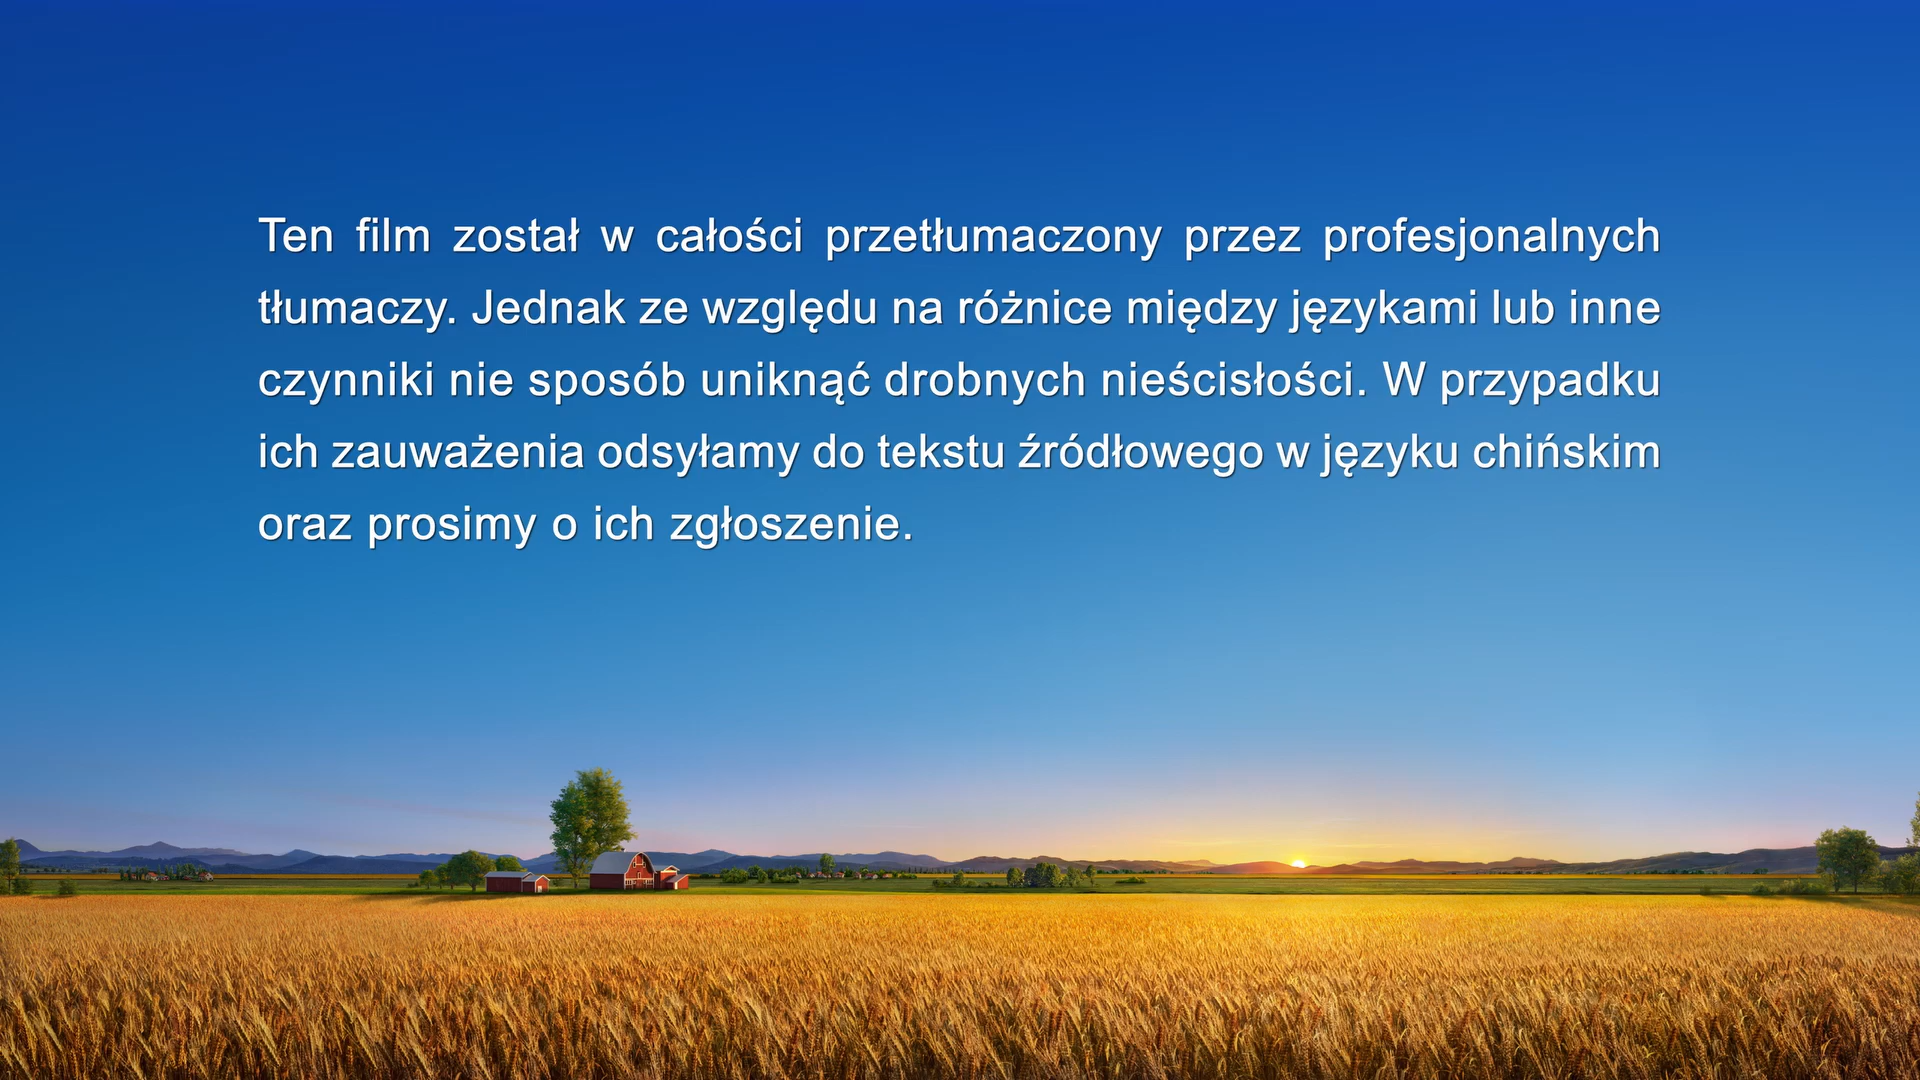 Ten film został w całości przetłumaczony przez profesjonalnych
tłumaczy. Jednak ze względu na różnice między językami lub inne
czynniki nie sposób uniknąć drobnych nieścisłości. W przypadku
ich zauważenia odsyłamy do tekstu źródłowego w języku chińskim
oraz prosimy o ich zgłoszenie.